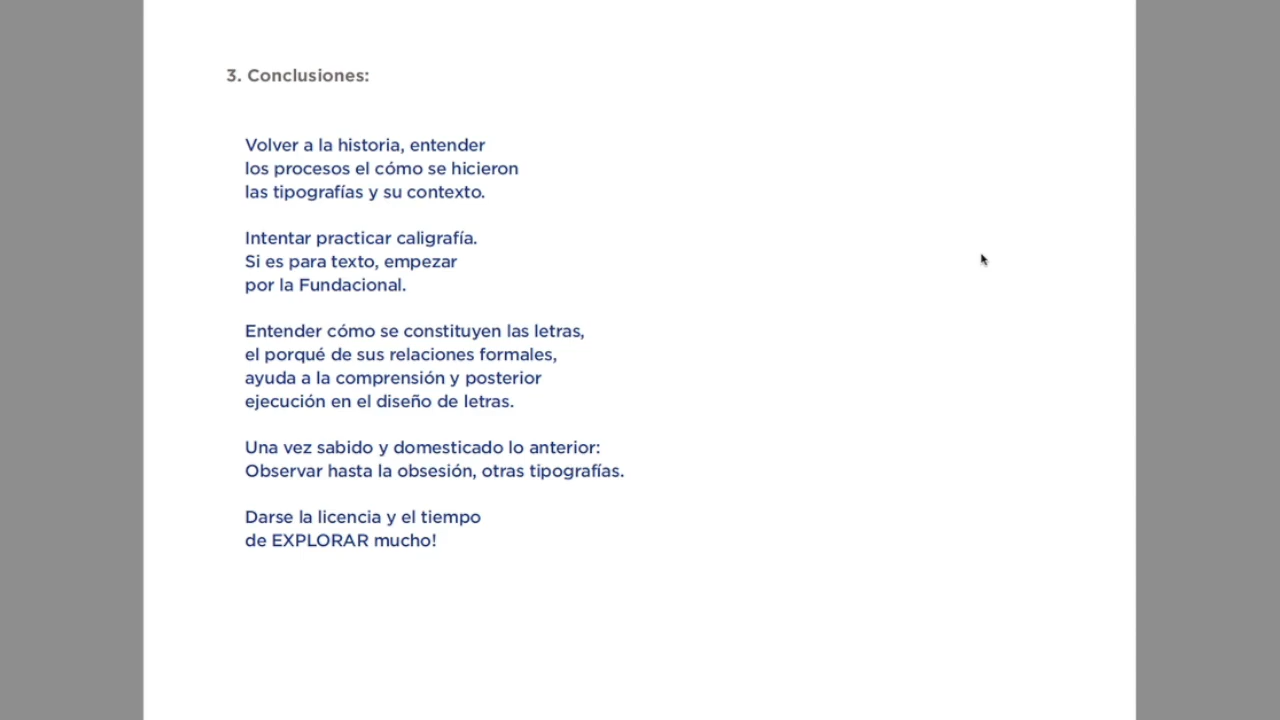 3. Conclusiones:
Volver a la historia, entender
los procesos el cómo se hicieron
las tipografías y su contexto.
Intentar practicar caligrafía.
Si es para texto, empezar
por la Fundacional.
Entender cómo se constituyen las letras,
el porqué de sus relaciones formales,
ayuda a la comprensión y posterior
ejecución en el diseño de letras.
Una vez sabido y domesticado lo anterior:
Observar hasta la obsesión, otras tipografías.
Darse la licencia y el tiempo
de EXPLORAR mucho!